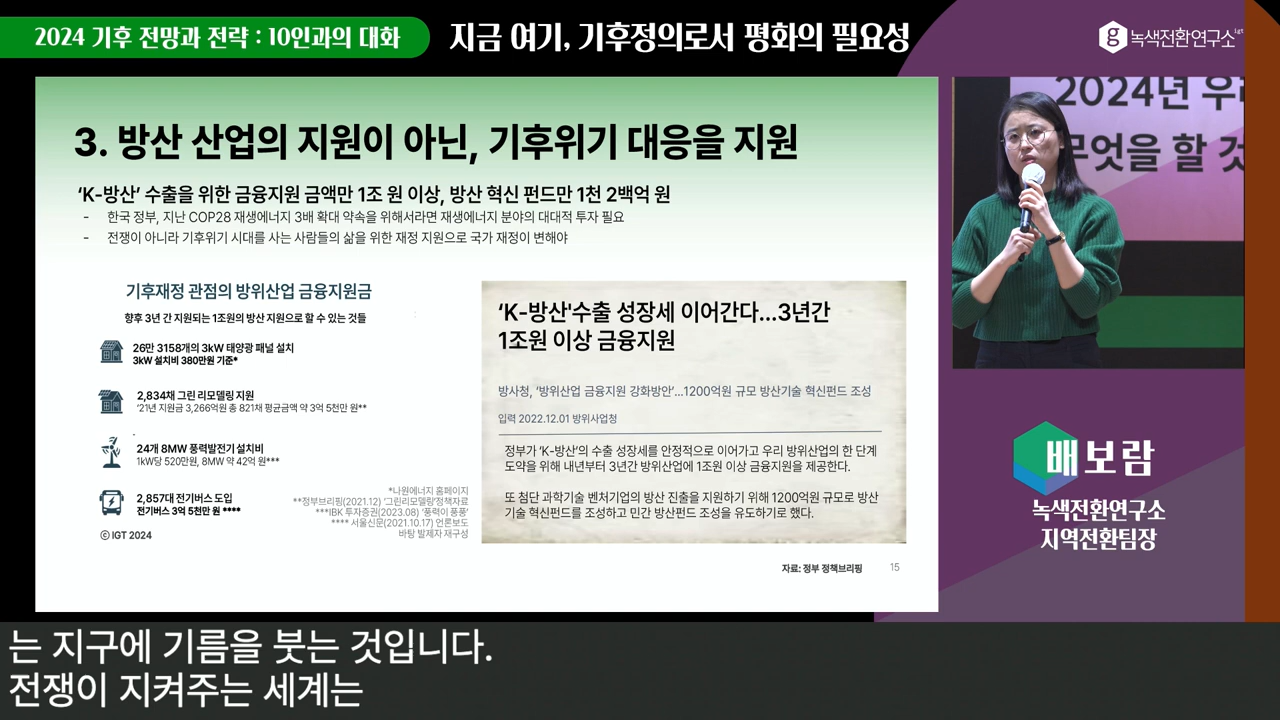 2024 기후 전망과 전략 : 10인과의 대화
지금 여기, 기후정의로서 평화의 필요성
녹색전환연구소 igt
3. 방산 산업의 지원이 아닌, 기후위기 대응을 지원
‘K-방산’ 수출을 위한 금융지원 금액만 1조 원 이상, 방산 혁신 펀드만 1천 2백억 원
- 한국 정부, 지난 COP28 재생에너지 3배 확대 약속을 위해서라면 재생에너지 분야의 대대적 투자 필요
- 전쟁이 아니라 기후위기 시대를 사는 사람들의 삶을 위한 재정 지원으로 국가 재정이 변해야
기후재정 관점의 방위산업 금융지원금
향후 3년 간 지원되는 1조원의 방산 지원으로 할 수 있는 것들
26만 3158개의 3kW 태양광 패널 설치
3kW 설치비 380만원 기준*
2,834채 그린 리모델링 지원
‘21년 지원금 3,266억원 총 821채 평균금액 약 3억 5천만 원**
24개 8MW 풍력발전기 설치비
1kW당 520만원, 8MW 약 42억 원***
2,857대 전기버스 도입
전기버스 3억 5천만 원 ****
*나원에너지 홈페이지
**정부브리핑(2021.12) ‘그린리모델링’정책자료
***IBK 투자증권(2023.08) ‘풍력이 풍풍’
**** 서울신문(2021.10.17) 언론보도
바탕 발제자 재구성
ⓒ IGT 2024
‘K-방산'수출 성장세 이어간다...3년간
1조원 이상 금융지원
방사청, ‘방위산업 금융지원 강화방안’...1200억원 규모 방산기술 혁신펀드 조성
입력 2022.12.01 방위사업청
정부가 ‘K-방산’의 수출 성장세를 안정적으로 이어가고 우리 방위산업의 한 단계
도약을 위해 내년부터 3년간 방위산업에 1조원 이상 금융지원을 제공한다.
또 첨단 과학기술 벤처기업의 방산 진출을 지원하기 위해 1200억원 규모로 방산
기술 혁신펀드를 조성하고 민간 방산펀드 조성을 유도하기로 했다.
자료: 정부 정책브리핑
15
2024년 우리
무엇을 할 것
배보람
녹색전환연구소
지역전환팀장
는 지구에 기름을 붓는 것입니다.
전쟁이 지켜주는 세계는